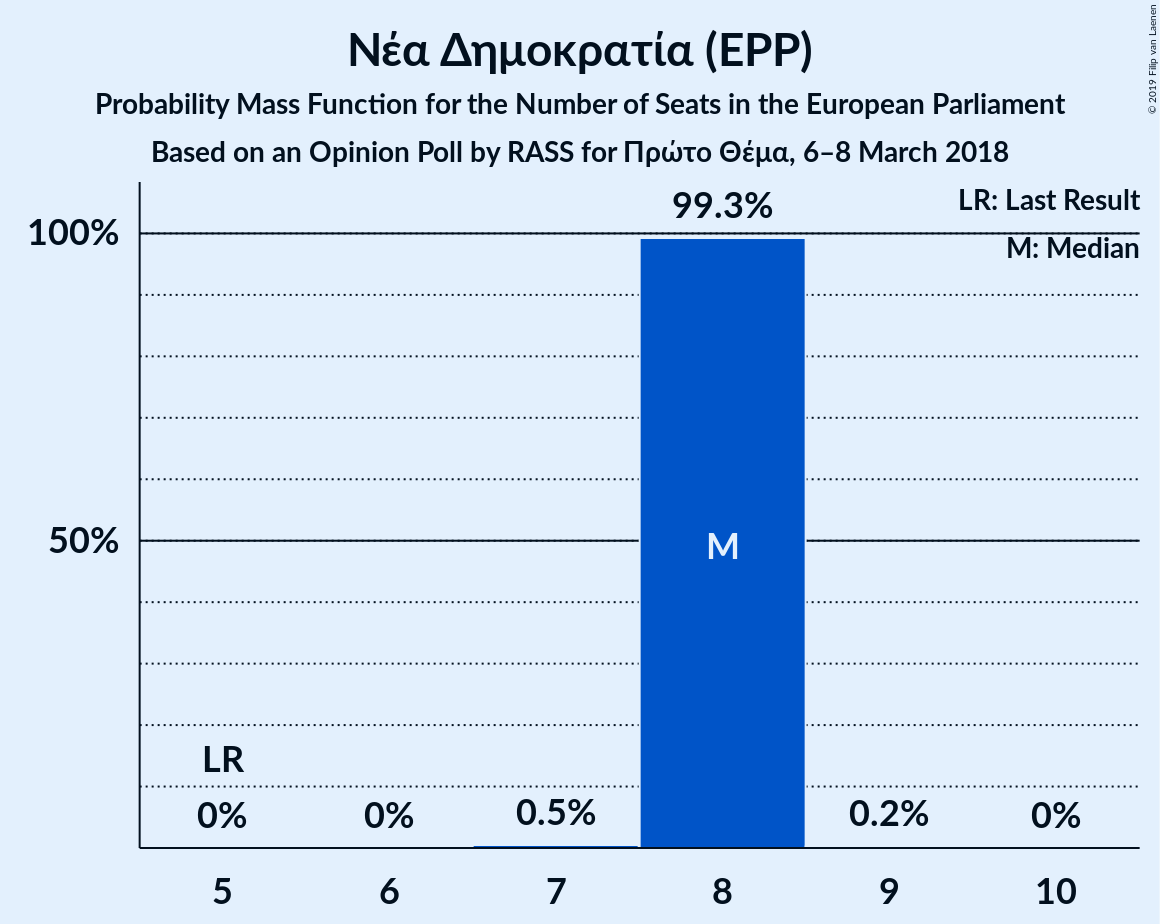 Νέα Δημοκρατία (EPP)
Probability Mass Function for the Number of Seats in the European Parliament
Based on an Opinion Poll by RASS for Πρώτο Θέμα, 6–8 March 2018
© 2019 Filip van Laenen
LR: Last Result
M: Median
99.3%
100%
50%
M
LR
0%
0%
0.5%
0.2%
0%
5
6
7
8
9
10